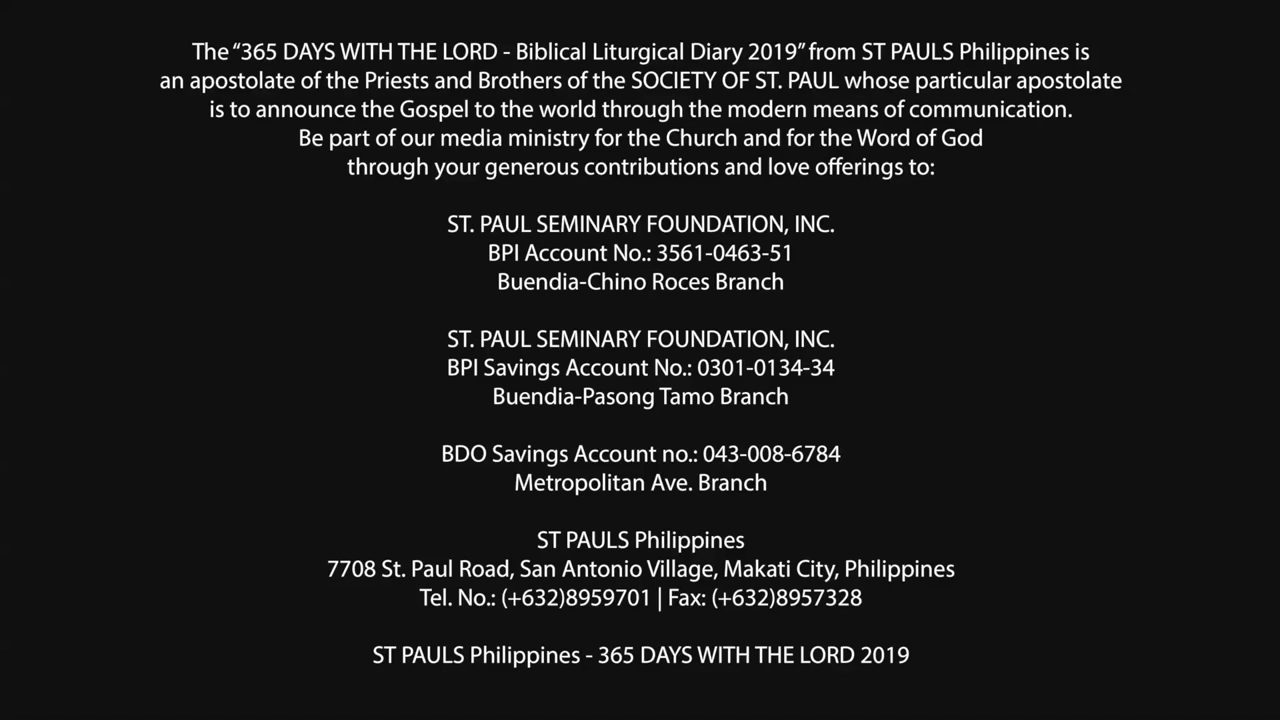 The “365 DAYS WITH THE LORD - Biblical Liturgical Diary 2019” from ST PAULS Philippines is
an apostolate of the Priests and Brothers of the SOCIETY OF ST. PAUL whose particular apostolate
is to announce the Gospel to the world through the modern means of communication.
Be part of our media ministry for the Church and for the Word of God
through your generous contributions and love offerings to:
ST. PAUL SEMINARY FOUNDATION, INC.
BPI Account No.: 3561-0463-51
Buendia-Chino Roces Branch
ST. PAUL SEMINARY FOUNDATION, INC.
BPI Savings Account No.: 0301-0134-34
Buendia-Pasong Tamo Branch
BDO Savings Account no.: 043-008-6784
Metropolitan Ave. Branch
ST PAULS Philippines
7708 St. Paul Road, San Antonio Village, Makati City, Philippines
Tel. No.: (+632)8959701 | Fax: (+632)8957328
ST PAULS Philippines - 365 DAYS WITH THE LORD 2019